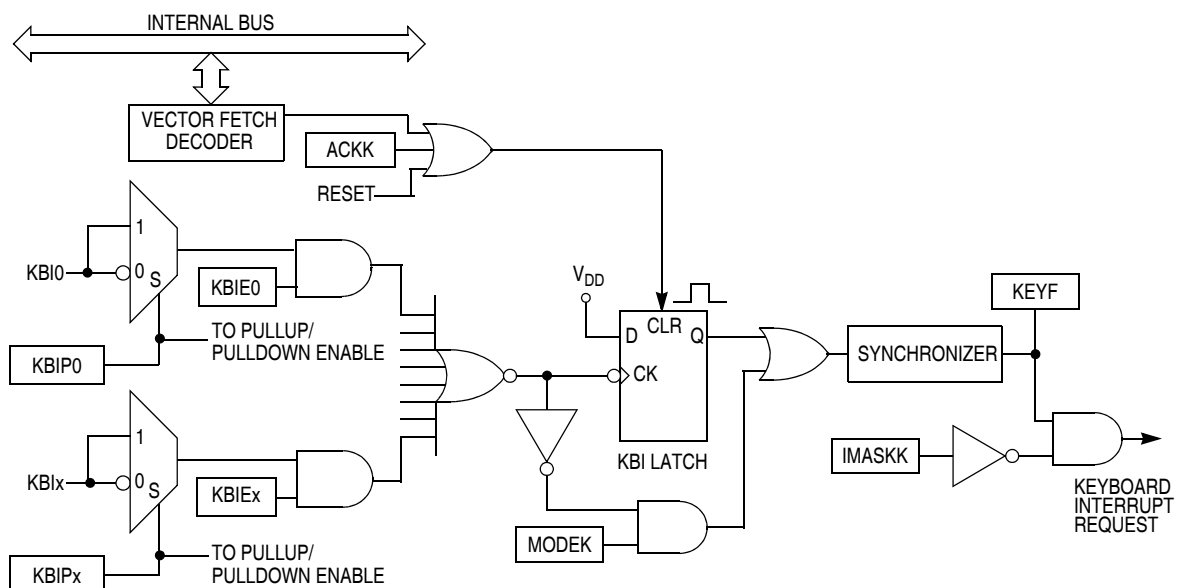 INTERNAL BUS
VECTOR FETCH
DECODER
ACKK
RESET
1
KBI0
0
S
KBIE0
TO PULLUP/
PULLDOWN ENABLE
KBIP0
VDD
D
CLR
Q
CK
KBI LATCH
SYNCHRONIZER
KEYF
IMASKK
KEYBOARD
INTERRUPT
REQUEST
1
KBIx
0
S
KBIEx
MODEK
TO PULLUP/
PULLDOWN ENABLE
KBIPx